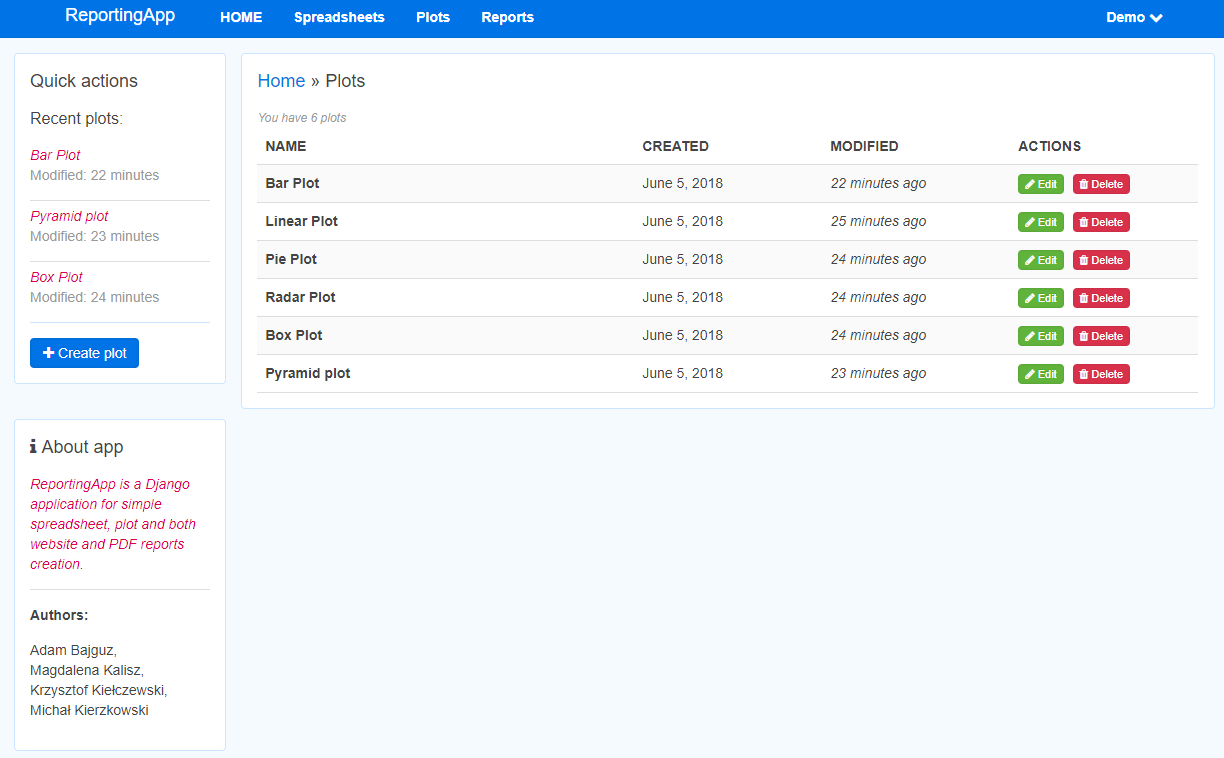 ReportingApp HOME Spreadsheets Plots Reports Demo
Quick actions
Recent plots:
Bar Plot
Modified: 22 minutes
Pyramid plot
Modified: 23 minutes
Box Plot
Modified: 24 minutes
Create plot
Home » Plots
You have 6 plots
NAME CREATED MODIFIED ACTIONS
Bar Plot June 5, 2018 22 minutes ago Edit Delete
Linear Plot June 5, 2018 25 minutes ago Edit Delete
Pie Plot June 5, 2018 24 minutes ago Edit Delete
Radar Plot June 5, 2018 24 minutes ago Edit Delete
Box Plot June 5, 2018 24 minutes ago Edit Delete
Pyramid plot June 5, 2018 23 minutes ago Edit Delete
About app
ReportingApp is a Django
application for simple
spreadsheet, plot and both
website and PDF reports
creation.
Authors:
Adam Bajguz,
Magdalena Kalisz,
Krzysztof Kiełczewski,
Michał Kierzkowski